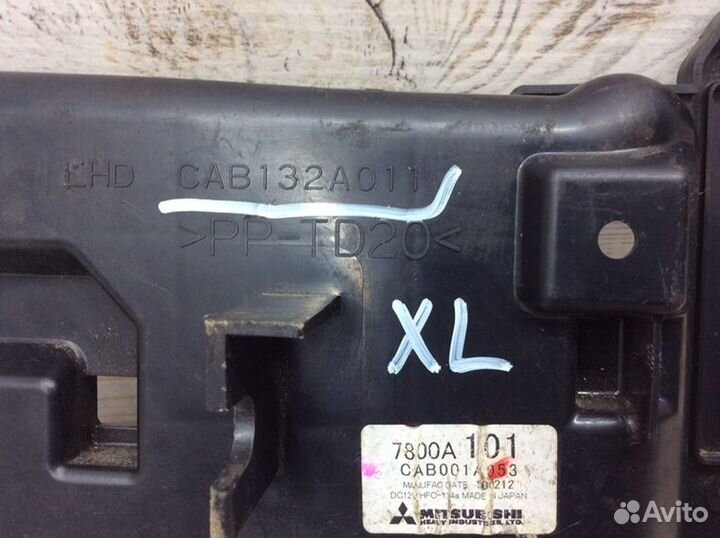 LHD CAB132A011
>PP-TD20<
XL
7800A 101
CAB001A053
MANUFAC DATE 100212
DC12V HFC-134a MADE IN JAPAN
MITSUBISHI
HEAVY INDUSTRIES, LTD.
Avito